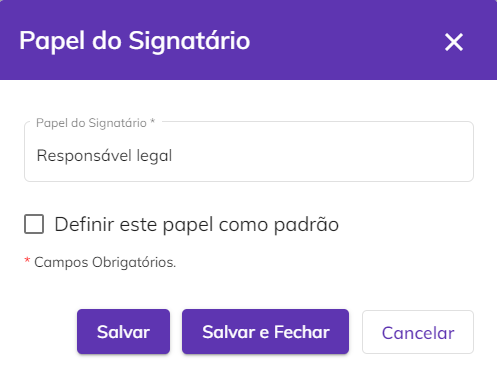 Papel do Signatário
Papel do Signatário *
Responsável legal
Definir este papel como padrão
* Campos Obrigatórios.
Salvar
Salvar e Fechar
Cancelar